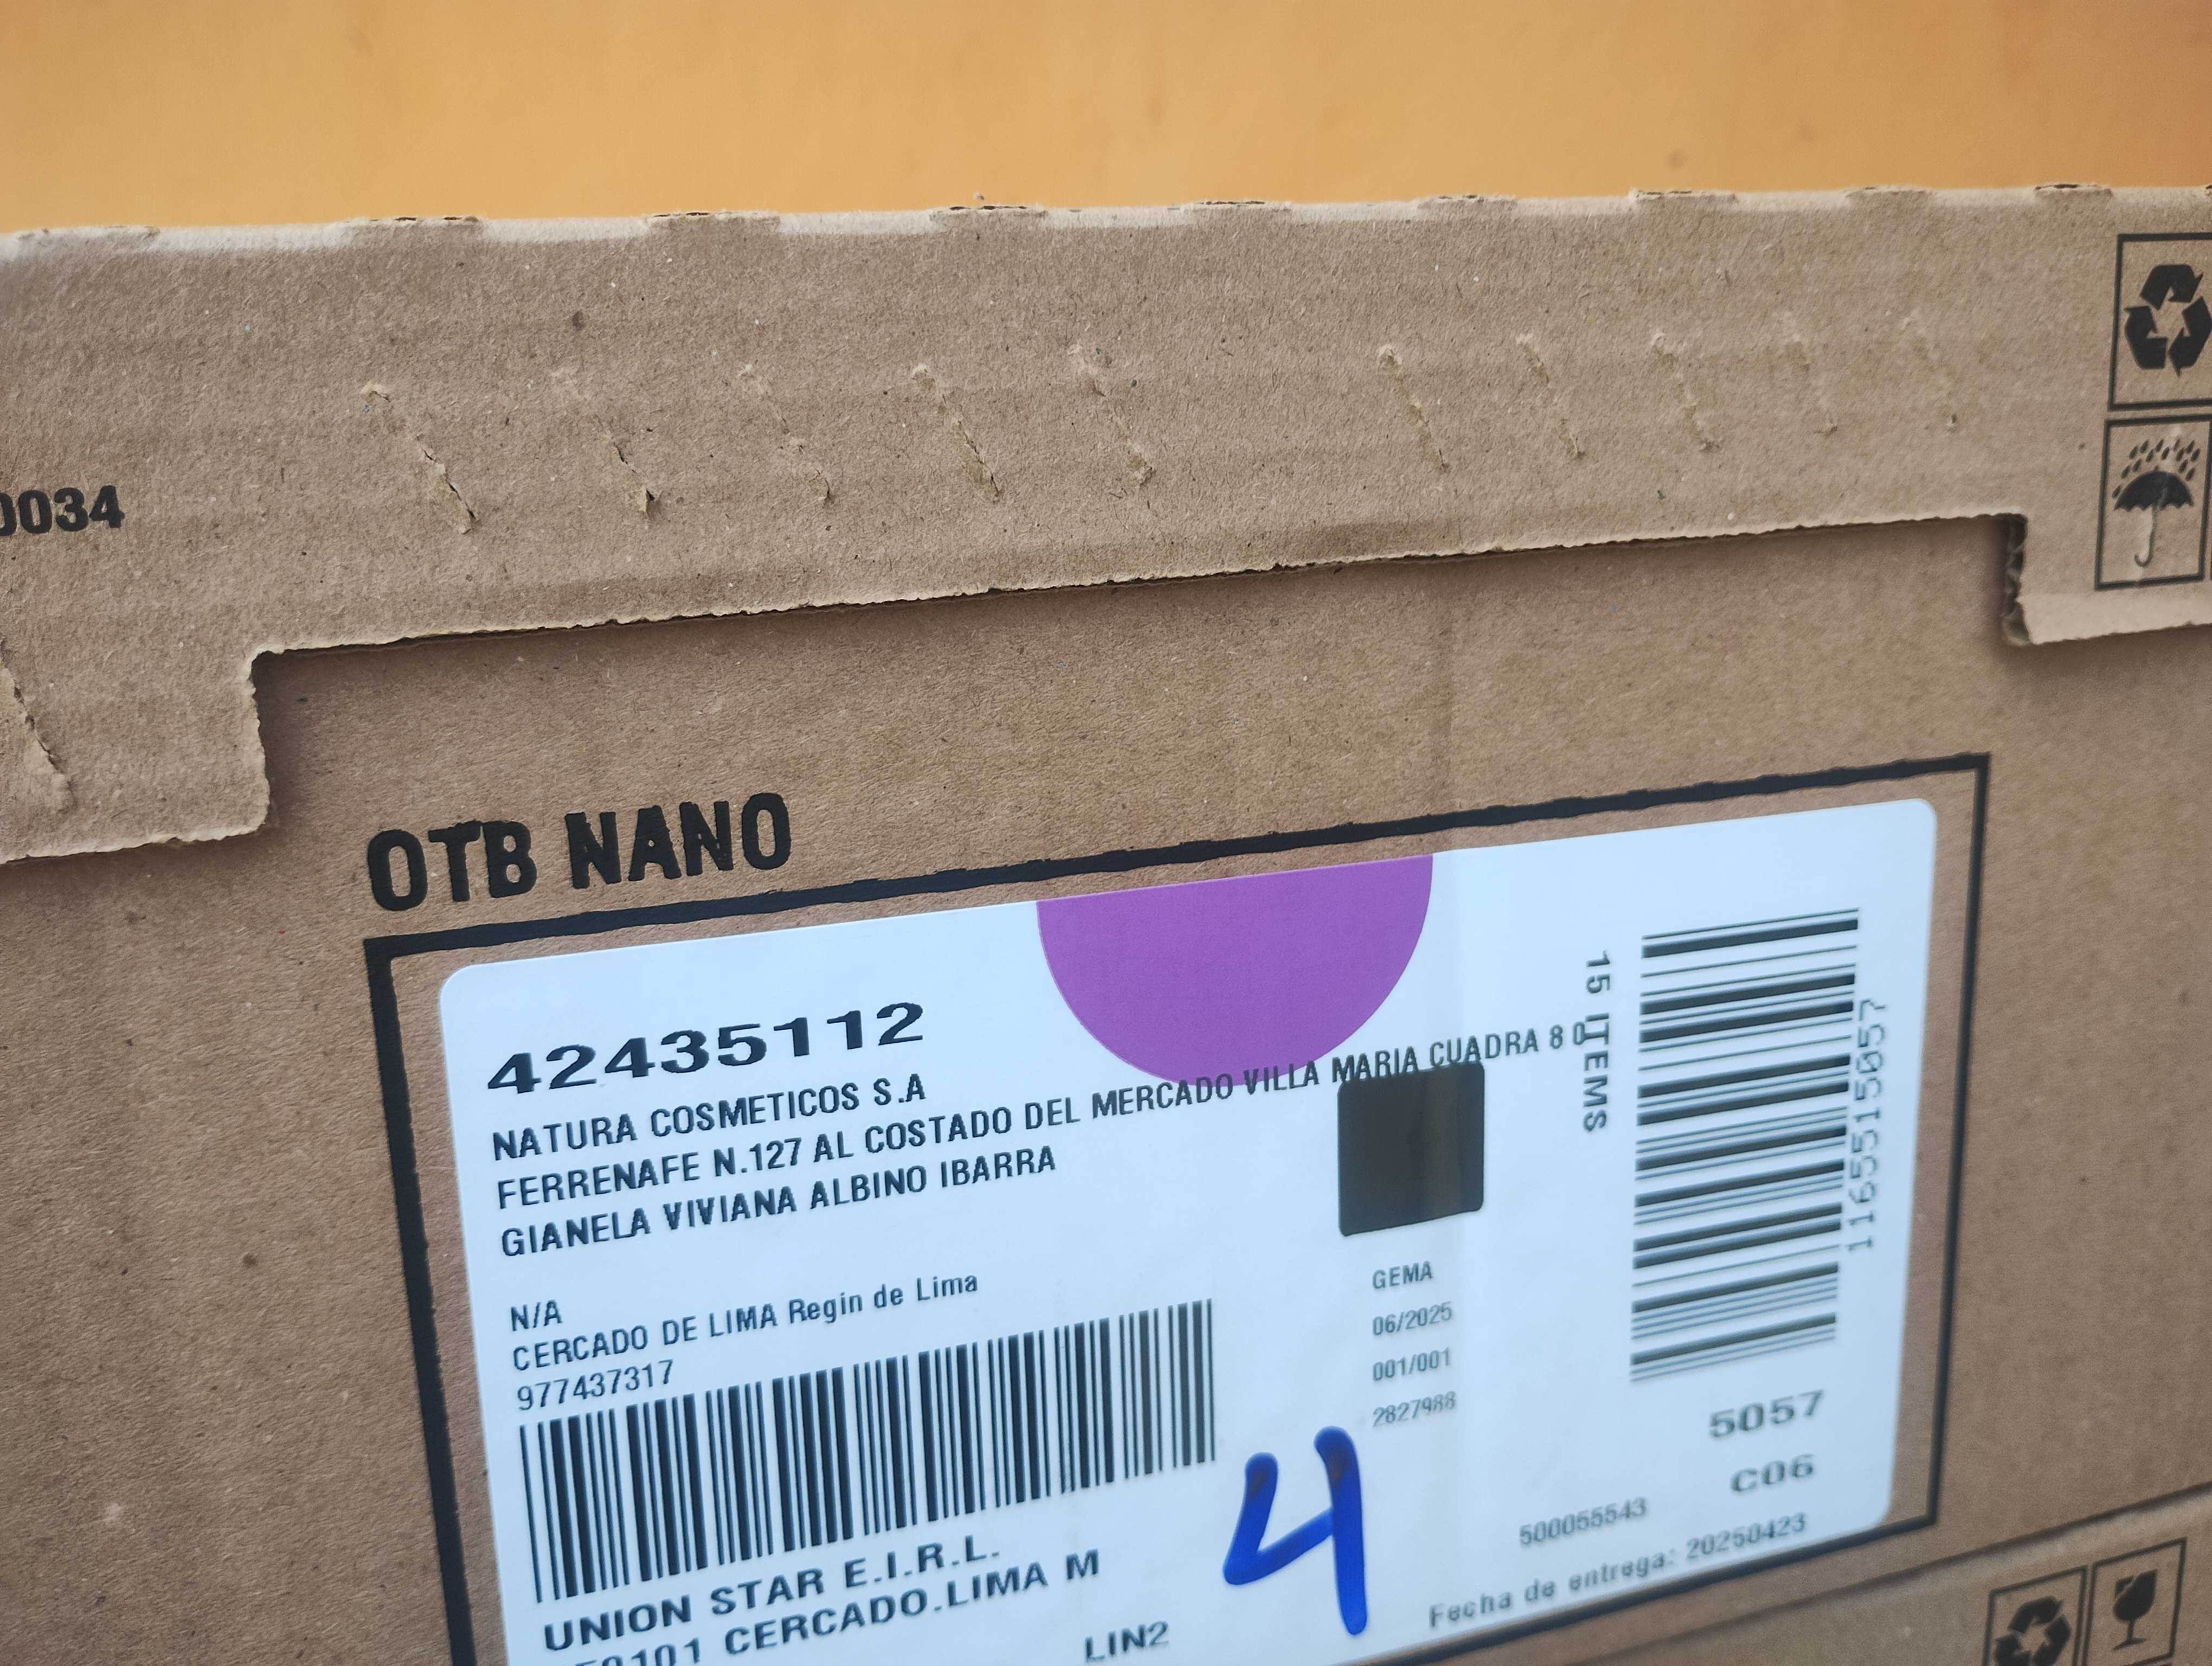 0034
OTB NANO
42435112
NATURA COSMETICOS S.A
FERRENAFE N.127 AL COSTADO DEL MERCADO VILLA MARIA CUADRA 8 0
GIANELA VIVIANA ALBINO IBARRA
N/A
CERCADO DE LIMA Regin de Lima
977437317
UNION STAR E.I.R.L.
CERCADO.LIMA M
LIN2
4
GEMA
06/2025
001/001
2827988
15 ITEMS
1165515057
5057
C06
500055543
Fecha de entrega: 20250423